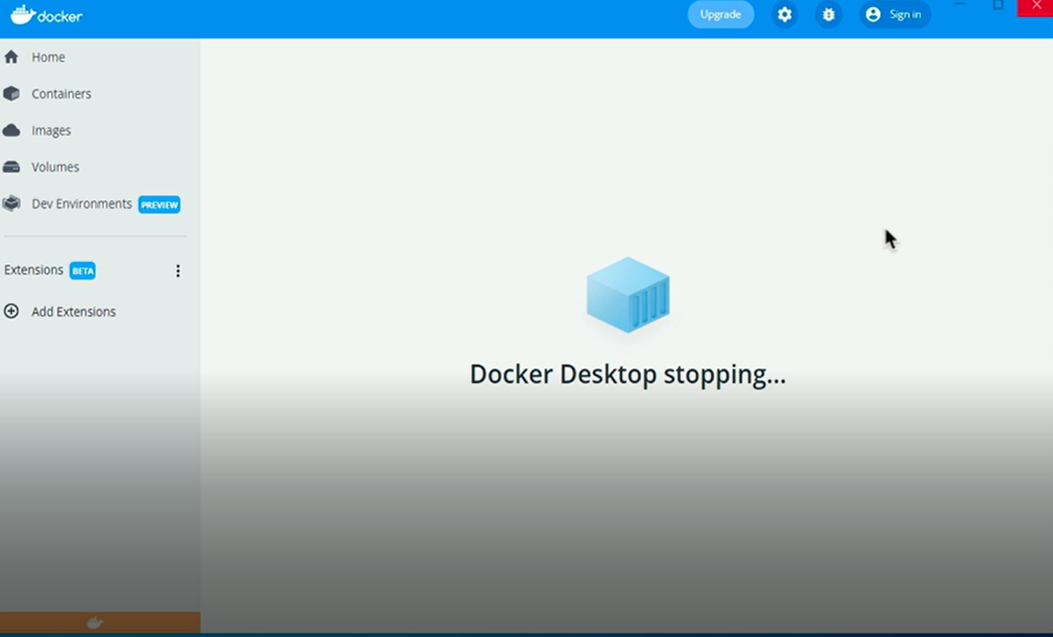 docker
Upgrade
Sign in
Home
Containers
Images
Volumes
Dev Environments PREVIEW
Extensions BETA
Add Extensions
Docker Desktop stopping...